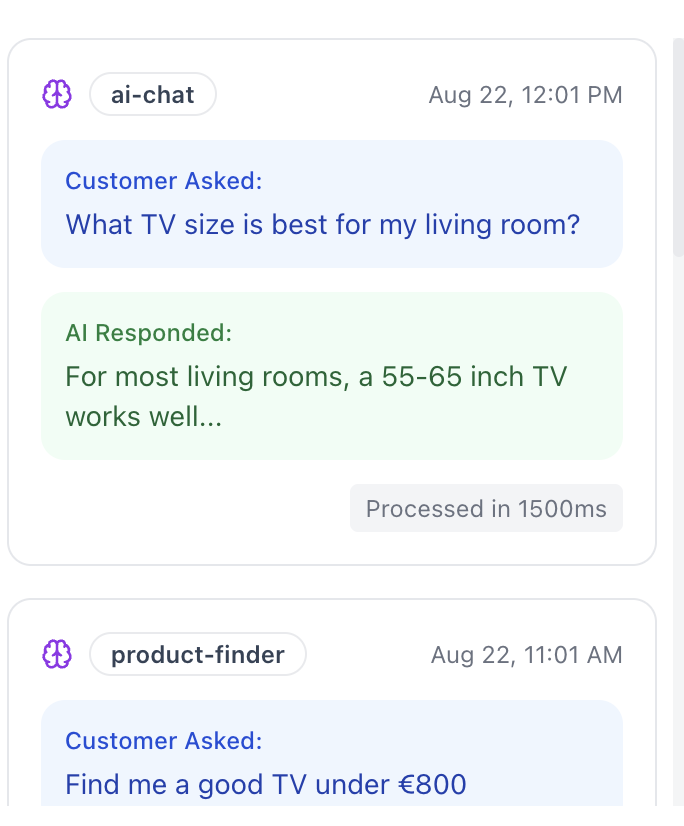 ai-chat
Aug 22, 12:01 PM
Customer Asked:
What TV size is best for my living room?
AI Responded:
For most living rooms, a 55-65 inch TV
works well...
Processed in 1500ms
product-finder
Aug 22, 11:01 AM
Customer Asked:
Find me a good TV under €800